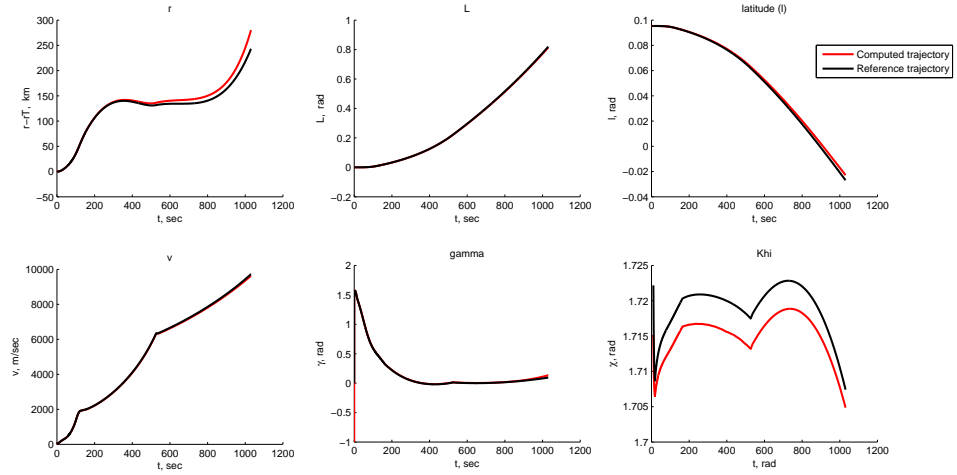 r
300
250
200
150
100
50
0
−50
r−rT, km
0 200 400 600 800 1000 1200
t, sec
L
1
0.8
0.6
0.4
0.2
0
−0.2
L, rad
0 200 400 600 800 1000 1200
t, sec
latitude (l)
0.1
0.08
0.06
0.04
0.02
0
−0.02
−0.04
l, rad
0 200 400 600 800 1000 1200
t, sec
Computed trajectory
Reference trajectory
v
10000
8000
6000
4000
2000
0
v, m/sec
0 200 400 600 800 1000 1200
t, sec
gamma
2
1.5
1
0.5
0
−0.5
−1
γ, rad
0 200 400 600 800 1000 1200
t, sec
Khi
1.725
1.72
1.715
1.71
1.705
1.7
χ, rad
0 200 400 600 800 1000 1200
t, rad